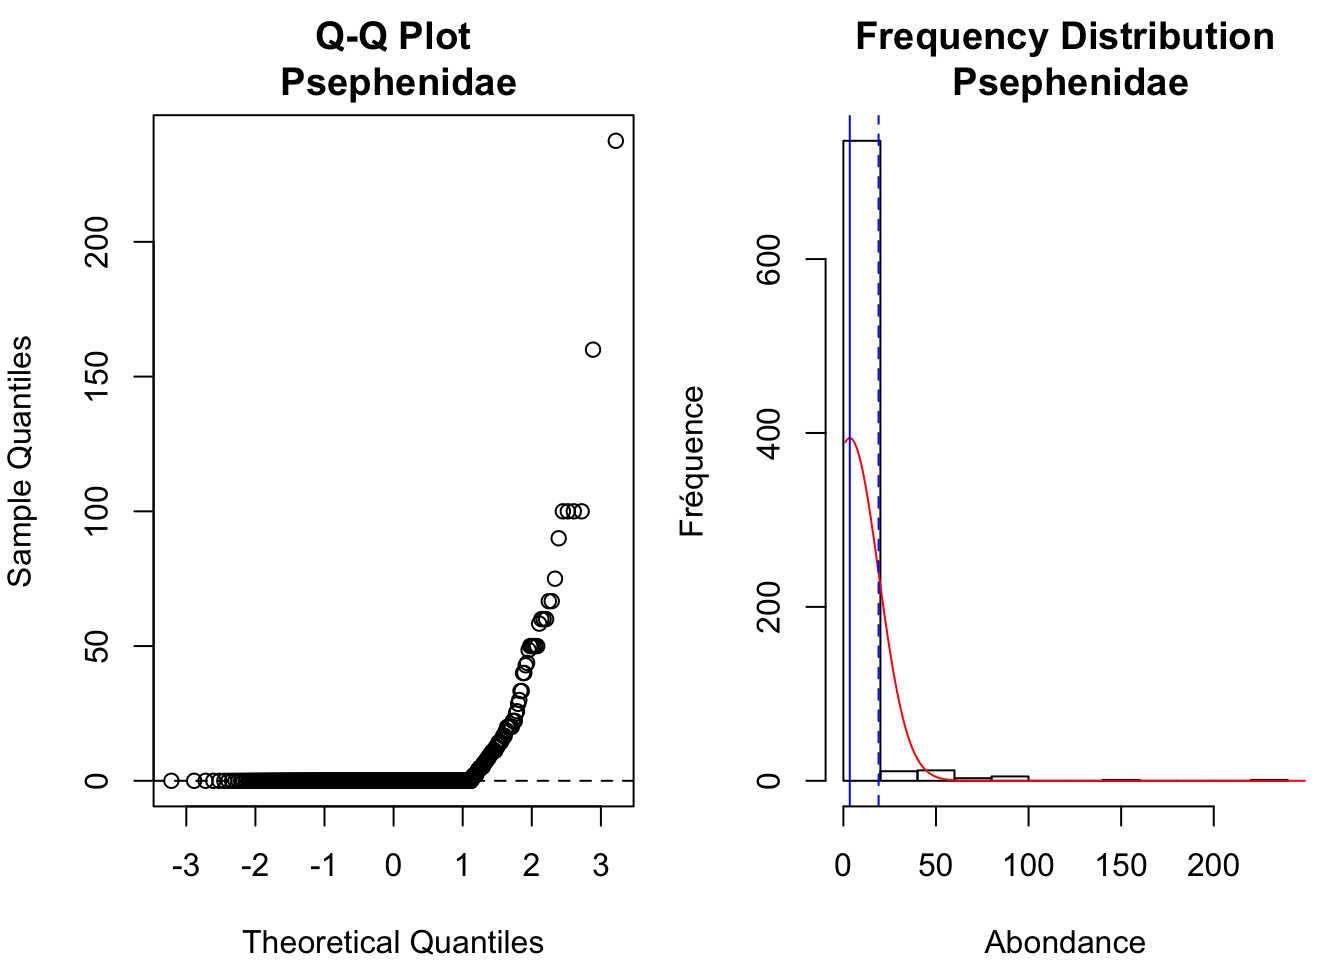 Q-Q Plot
Psephenidae
Sample Quantiles
200
150
100
50
0
-3 -2 -1 0 1 2 3
Theoretical Quantiles
Frequency Distribution
Psephenidae
Fréquence
600
400
200
0
0 50 100 150 200
Abondance